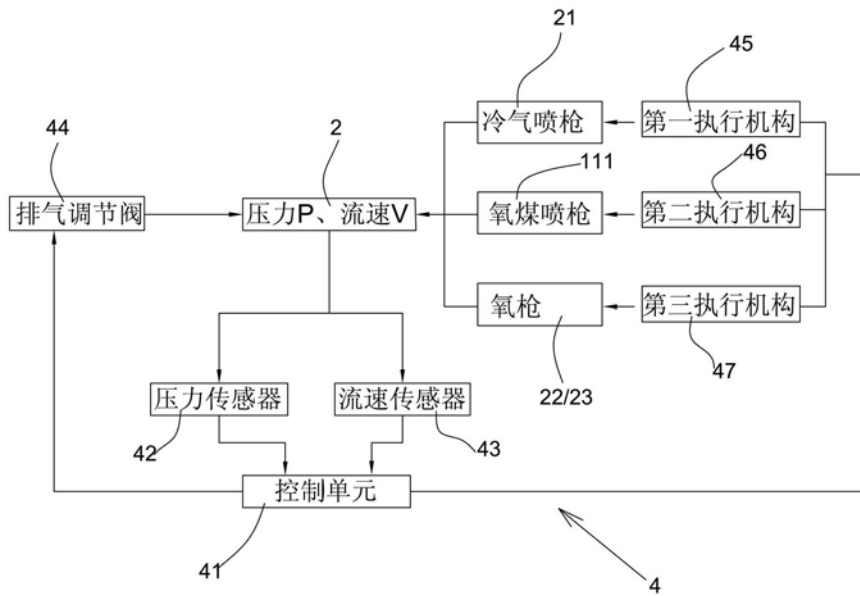 21
45
冷气喷枪
第一执行机构
44
2
111
46
排气调节阀
压力P、流速V
氧煤喷枪
第二执行机构
氧枪
第三执行机构
47
22/23
压力传感器
流速传感器
42
43
控制单元
41
4